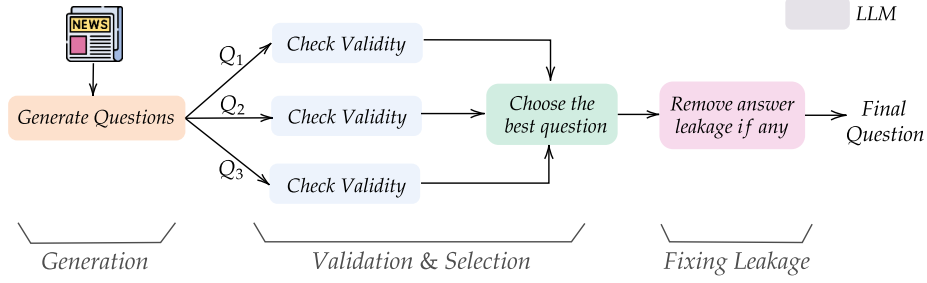 NEWS
LLM
Generate Questions
Q1
Q2
Q3
Check Validity
Check Validity
Check Validity
Choose the
best question
Remove answer
leakage if any
Final
Question
Generation
Validation & Selection
Fixing Leakage